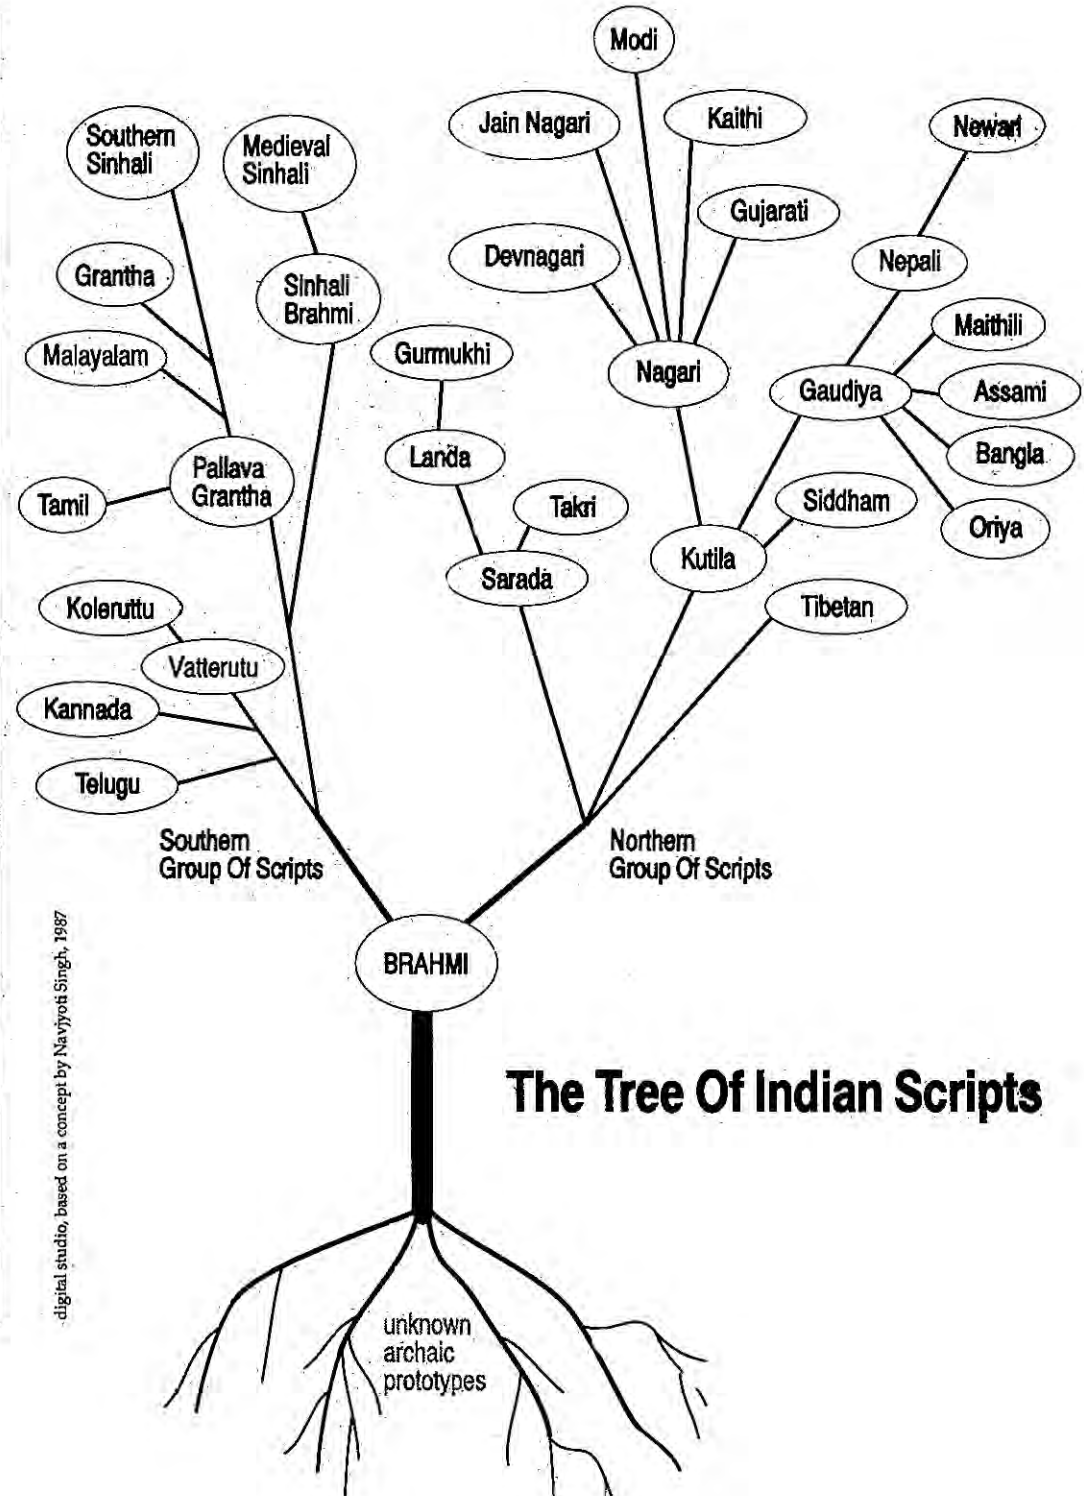 Modi
Jain Nagari
Kaithi
Newari
Southern
Sinhali
Medieval
Sinhali
Gujarati
Devnagari
Nepali
Grantha
Sinhali
Brahmi
Maithili
Malayalam
Gurmukhi
Nagari
Gaudiya
Assami
Landa
Bangla
Pallava
Grantha
Tamil
Takri
Siddham
Oriya
Kutila
Sarada
Koleruttu
Tibetan
Vatterutu
Kannada
Telugu
Southern
Group Of Scripts
Northern
Group Of Scripts
BRAHMI
digital studio, based on a concept by Navjyoti Singh, 1987
The Tree Of Indian Scripts
unknown
archaic
prototypes